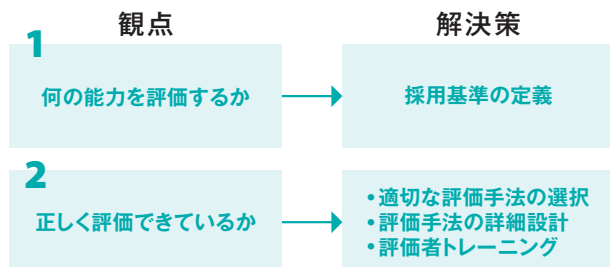 観点
解決策
1
何の能力を評価するか
採用基準の定義
2
正しく評価できているか
•適切な評価手法の選択
•評価手法の詳細設計
•評価者トレーニング